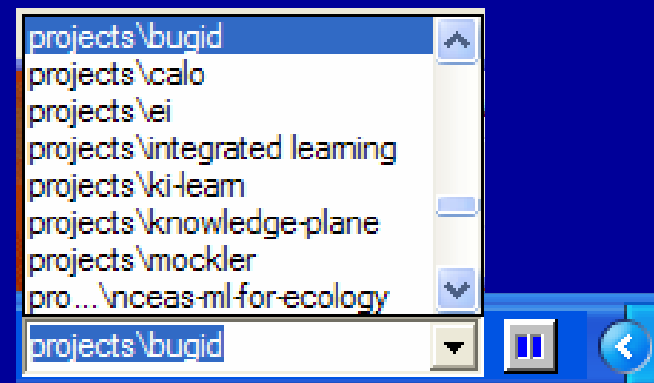 projects\bugid
projects\calo
projects\ei
projects\integrated learning
projects\ki-learn
projects\knowledge-plane
projects\mockler
pro...\nceas-ml-for-ecology
projects\bugid